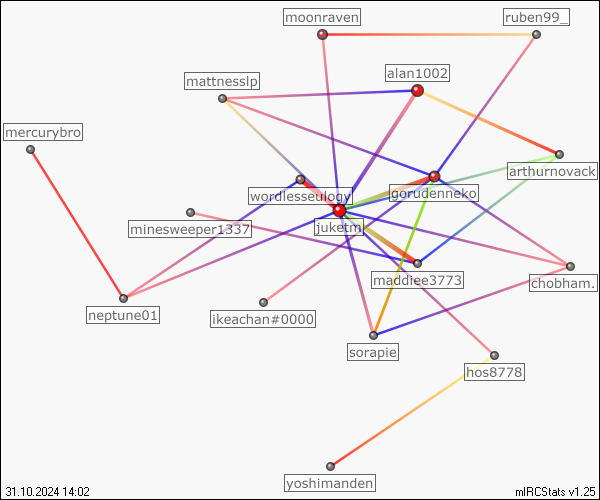 moonraven
ruben99_
alan1002
mattnesslp
mercurybro
arthurnovack
wordlesseulogy
gorudenneko
juketm
minesweeper1337
maddiee3773
chobham.
neptune01
ikeachan#0000
sorapie
hos8778
yoshimanden
31.10.2024 14:02
mIRCStats v1.25